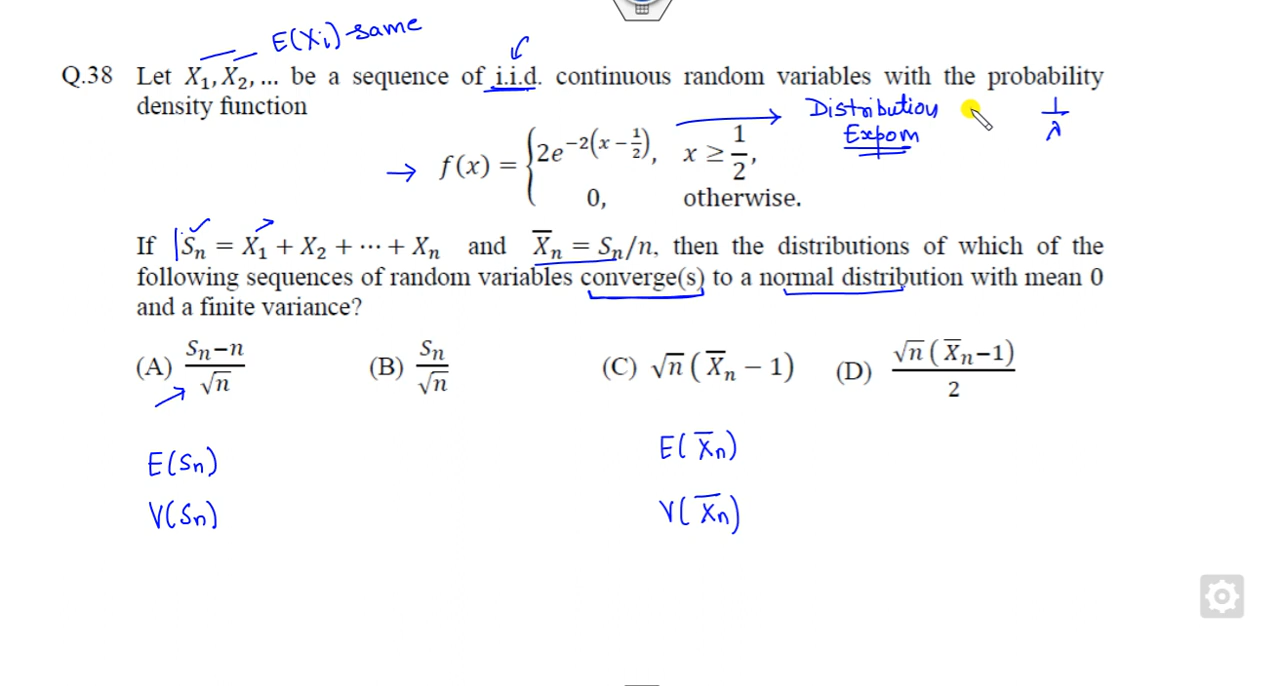 E(Xi) - same
Q.38 Let X₁, X₂, ... be a sequence of i.i.d. continuous random variables with the probability
density function
Distribution
Expom
1/λ
→ f(x) = { 2e^{−2(x − 1/2)}, x ≥ 1/2,
0, otherwise.
If Sₙ = X₁ + X₂ + ⋯ + Xₙ and X̅ₙ = Sₙ/n, then the distributions of which of the
following sequences of random variables converge(s) to a normal distribution with mean 0
and a finite variance?
(A) (Sₙ−n)/√n (B) Sₙ/√n (C) √n (X̅ₙ − 1) (D) √n (X̅ₙ−1)/2
E(Sn) E(X̅n)
V(Sn) V(X̅n)